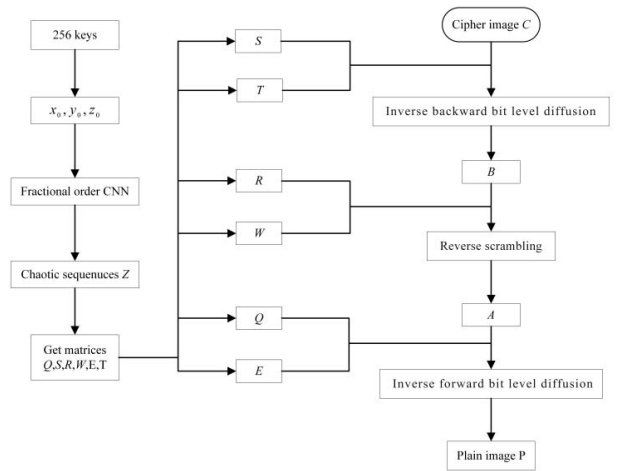 256 keys
x₀, y₀, z₀
Fractional order CNN
Chaotic sequenuces Z
Get matrices
Q,S,R,W,E,T
S
T
R
W
Q
E
Cipher image C
Inverse backward bit level diffusion
B
Reverse scrambling
A
Inverse forward bit level diffusion
Plain image P